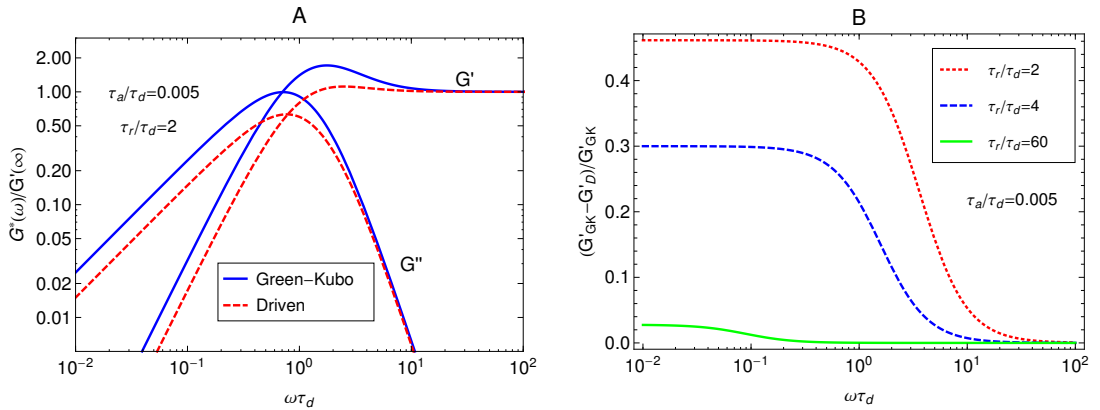 A
G*(ω)/G'(∞)
2.00
1.00
0.50
0.20
0.10
0.05
0.02
0.01
τa/τd=0.005
τr/τd=2
G'
G''
Green−Kubo
Driven
10⁻² 10⁻¹ 10⁰ 10¹ 10²
ωτd
B
(G'GK−G'D)/G'GK
0.4
0.3
0.2
0.1
0.0
τr/τd=2
τr/τd=4
τr/τd=60
τa/τd=0.005
10⁻² 10⁻¹ 10⁰ 10¹ 10²
ωτd